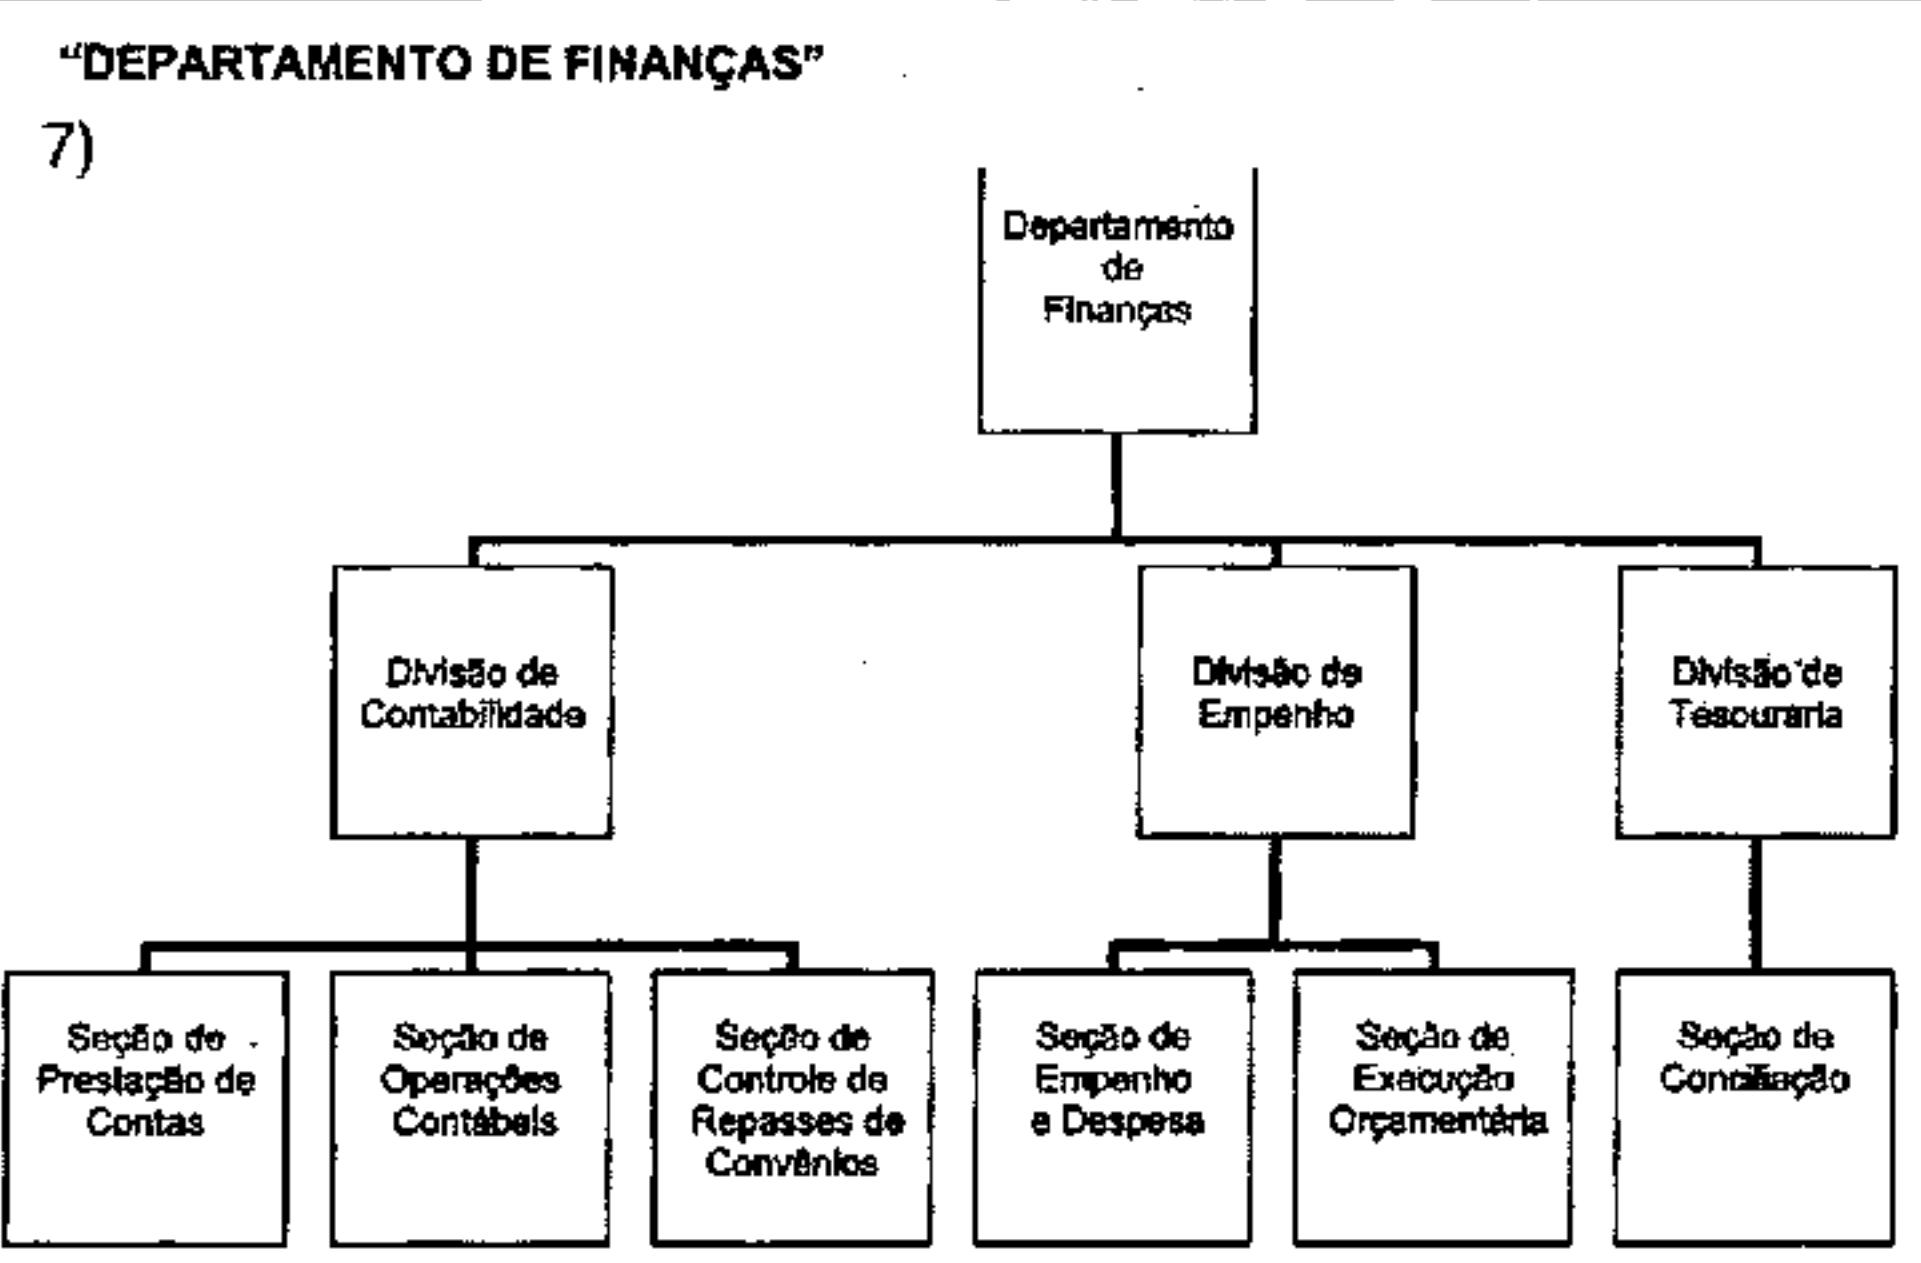 “DEPARTAMENTO DE FINANÇAS”
7)
Departamento
de
Finanças
Divisão de
Contabilidade
Divisão de
Empenho
Divisão de
Tesouraria
Seção de
Prestação de
Contas
Seção de
Operações
Contábeis
Seção de
Controle de
Repasses de
Convênios
Seção de
Empenho
e Despesa
Seção de
Execução
Orçamentária
Seção de
Conciliação